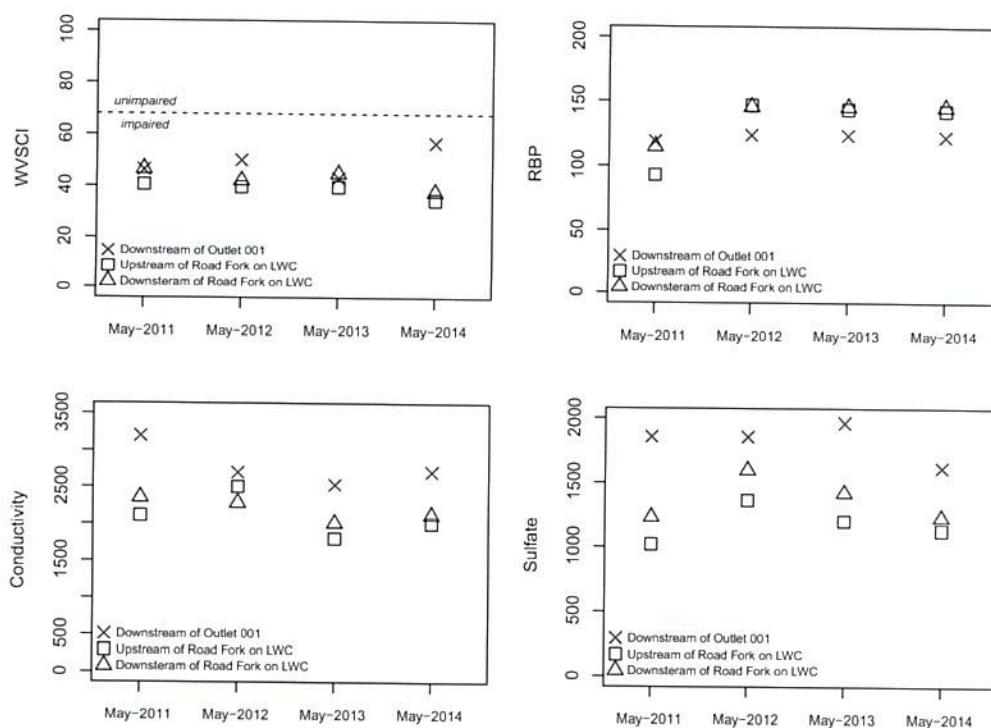 WVSCI
100
80
60
40
20
0
unimpaired
impaired
Downstream of Outlet 001
Upstream of Road Fork on LWC
Downsteram of Road Fork on LWC
May-2011 May-2012 May-2013 May-2014
RBP
200
150
100
50
0
Downstream of Outlet 001
Upstream of Road Fork on LWC
Downsteram of Road Fork on LWC
May-2011 May-2012 May-2013 May-2014
Conductivity
3500
2500
1500
500
0
Downstream of Outlet 001
Upstream of Road Fork on LWC
Downsteram of Road Fork on LWC
May-2011 May-2012 May-2013 May-2014
Sulfate
2000
1500
1000
500
0
Downstream of Outlet 001
Upstream of Road Fork on LWC
Downsteram of Road Fork on LWC
May-2011 May-2012 May-2013 May-2014